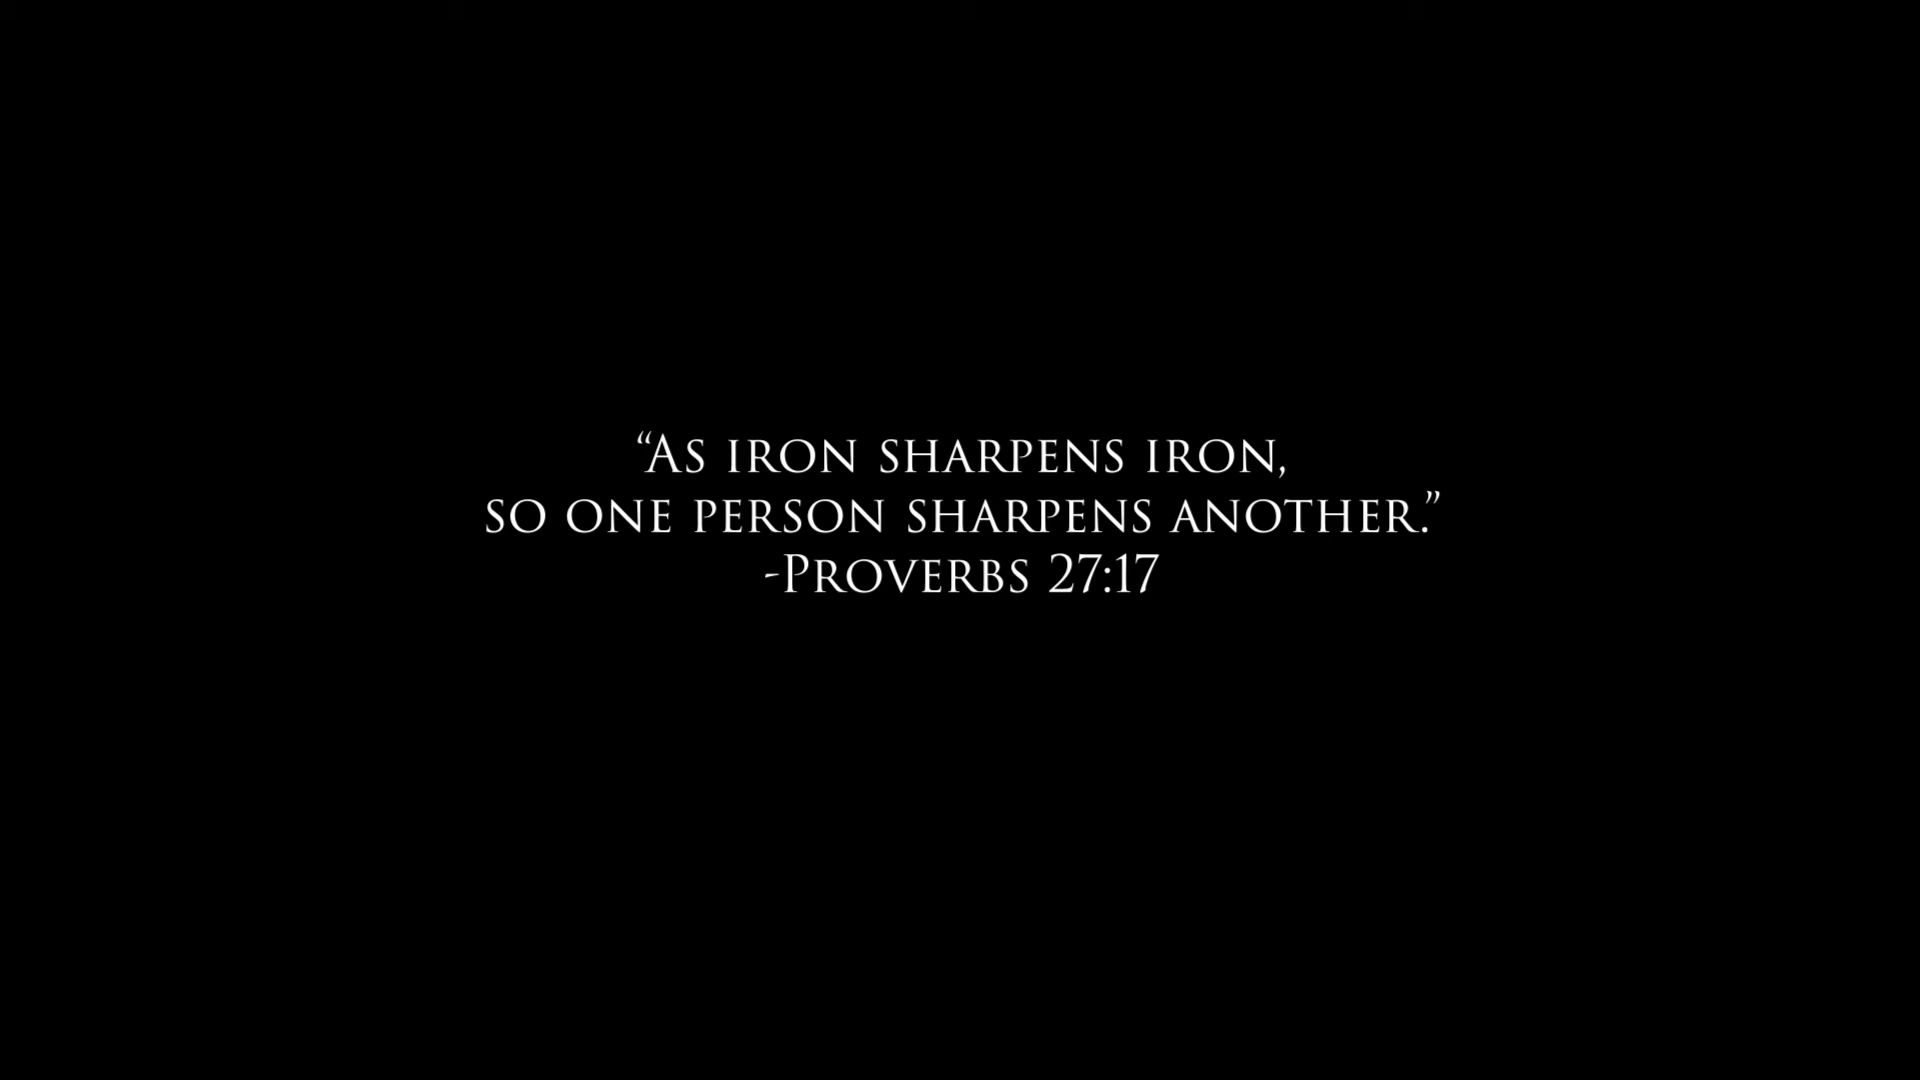 “As iron sharpens iron,
so one person sharpens another.”
-Proverbs 27:17